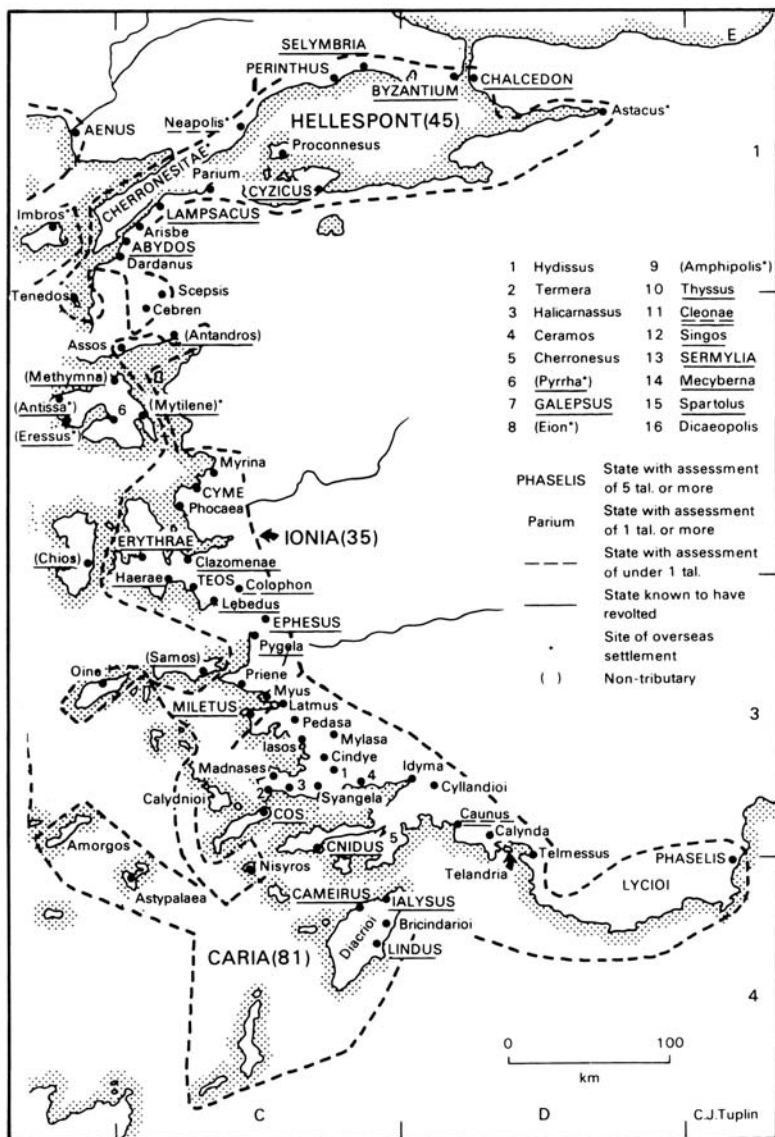 E
SELYMBRIA
PERINTHUS
BYZANTIUM
CHALCEDON
AENUS
Neapolis*
HELLESPONT(45)
Astacus*
Proconnesus
1
CHERRONESITAE
Parium
CYZICUS
Imbros*
LAMPSACUS
Arisbe
ABYDOS
Dardanus
Tenedos
Scepsis
Cebren
Assos
(Antandros)
(Methymna)
(Antissa*)
6
(Mytilene)*
(Eressus*)
Myrina
CYME
Phocaea
ERYTHRAE
IONIA(35)
(Chios)
Clazomenae
Haerae
TEOS
Colophon
Lebedus
EPHESUS
Pygela
(Samos)
Oine
Priene
Myus
Latmus
MILETUS
Pedasa
Iasos
Mylasa
Cindye
Madnases
1
4
Idyma
2
3
Syangela
Cyllandioi
Calydnioi
COS
Caunus
5
Calynda
Amorgos
CNIDUS
Telmessus
PHASELIS
Nisyros
Telandria
LYCIOI
Astypalaea
CAMEIRUS
IALYSUS
Diacrioi
Bricindarioi
LINDUS
CARIA(81)
1 Hydissus
2 Termera
3 Halicarnassus
4 Ceramos
5 Cherronesus
6 (Pyrrha*)
7 GALEPSUS
8 (Eion*)
9 (Amphipolis*)
10 Thyssus
11 Cleonae
12 Singos
13 SERMYLIA
14 Mecyberna
15 Spartolus
16 Dicaeopolis
PHASELIS State with assessment
of 5 tal. or more
Parium State with assessment
of 1 tal. or more
State with assessment
of under 1 tal.
State known to have
revolted
Site of overseas
settlement
( ) Non-tributary
3
4
0 100
km
C D
C.J.Tuplin